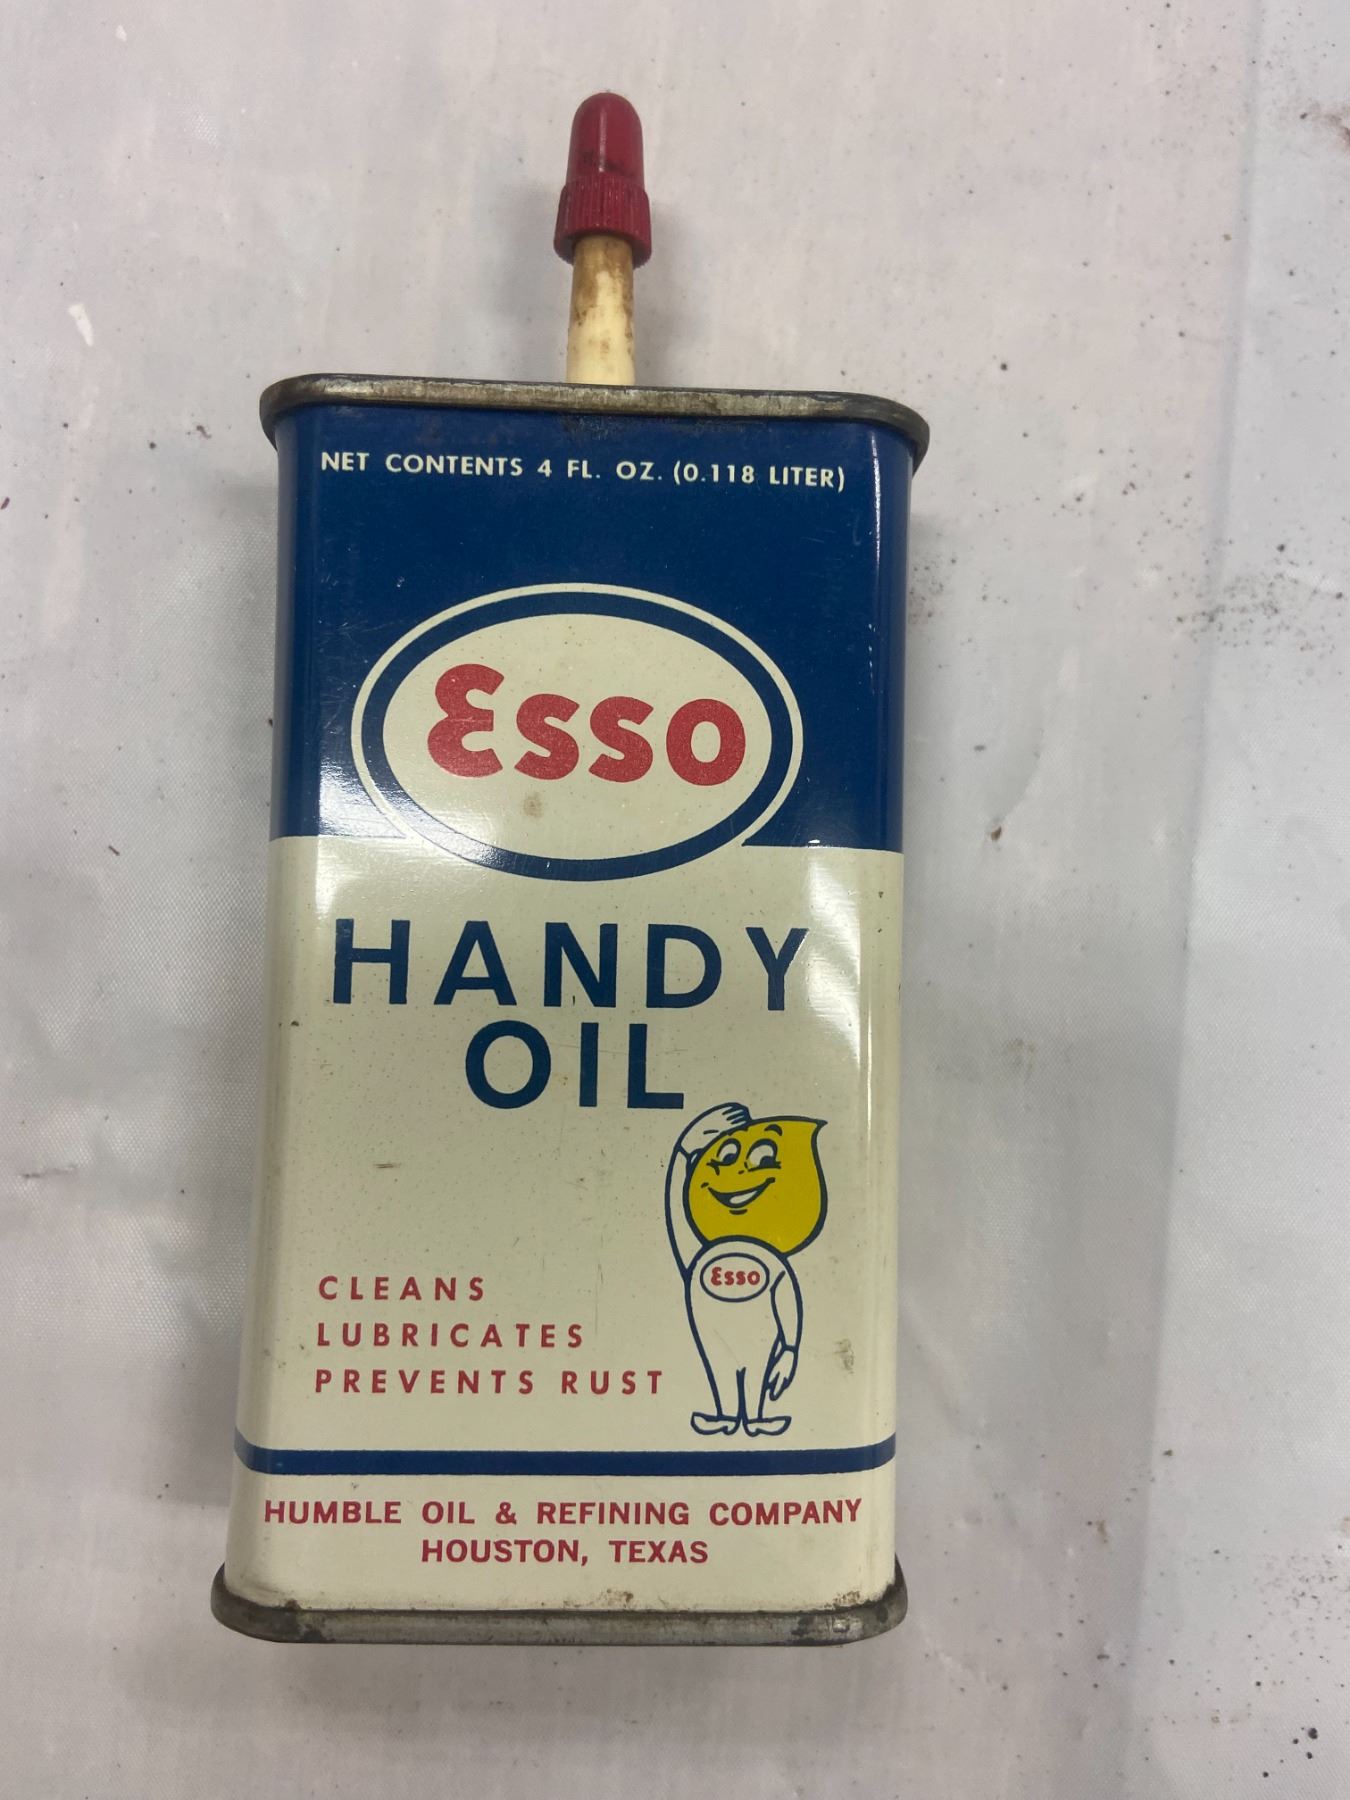 NET CONTENTS 4 FL. OZ. (0.118 LITER)
Esso
HANDY
OIL
Esso
CLEANS
LUBRICATES
PREVENTS RUST
HUMBLE OIL & REFINING COMPANY
HOUSTON, TEXAS